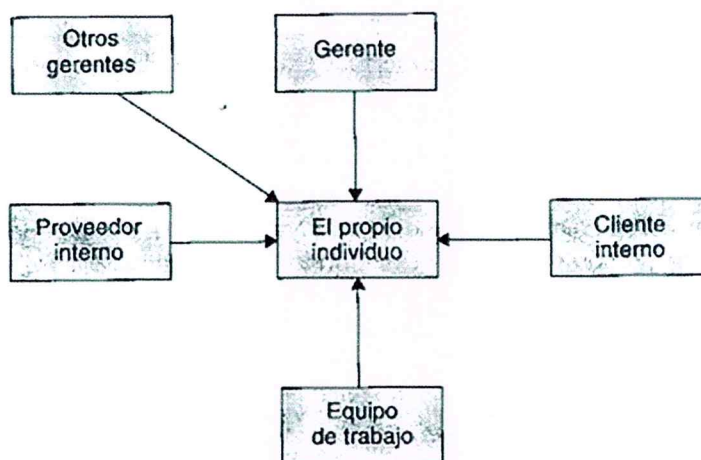 Otros
gerentes
Gerente
Proveedor
interno
El propio
individuo
Cliente
interno
Equipo
de trabajo